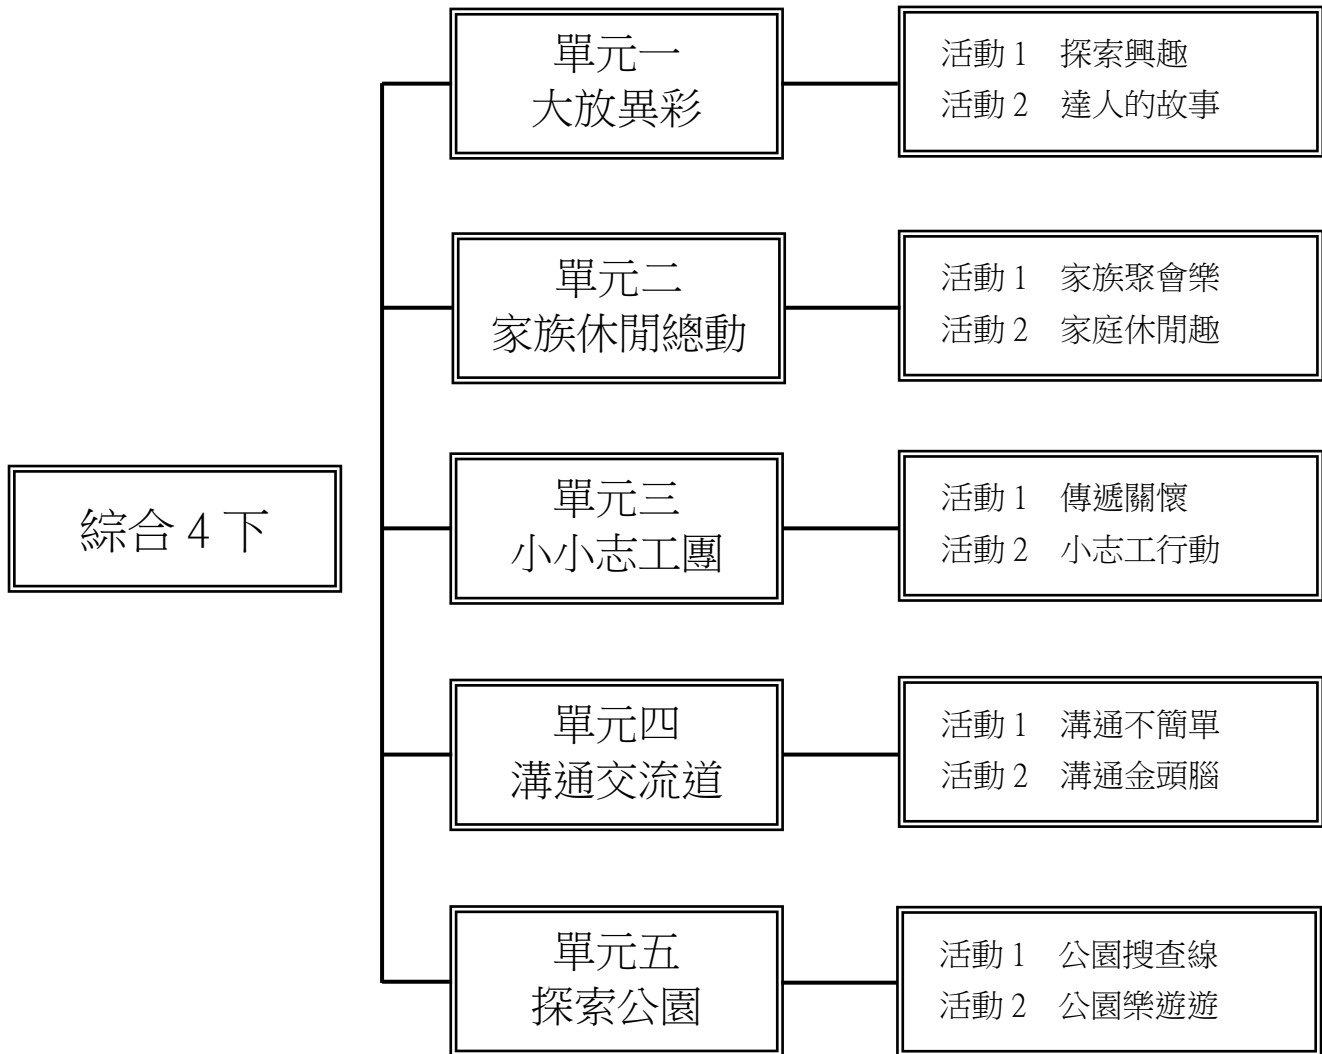 綜合4下
單元一
大放異彩
活動1　探索興趣
活動2　達人的故事
單元二
家族休閒總動
活動1　家族聚會樂
活動2　家庭休閒趣
單元三
小小志工團
活動1　傳遞關懷
活動2　小志工行動
單元四
溝通交流道
活動1　溝通不簡單
活動2　溝通金頭腦
單元五
探索公園
活動1　公園搜查線
活動2　公園樂遊遊